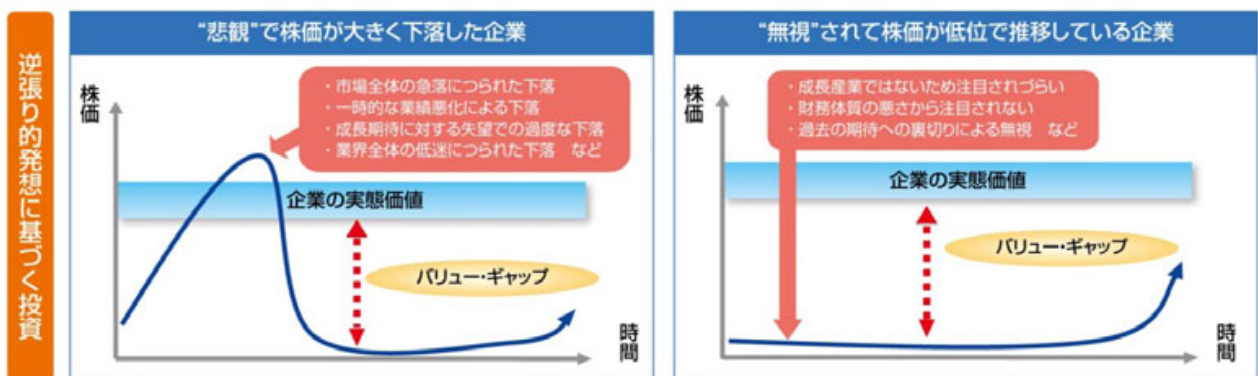 逆張り的発想に基づく投資
“悲観”で株価が大きく下落した企業
株価
・市場全体の急落につられた下落
・一時的な業績悪化による下落
・成長期待に対する失望での過度な下落
・業界全体の低迷につられた下落　など
企業の実態価値
バリュー・ギャップ
時間
“無視”されて株価が低位で推移している企業
株価
・成長産業ではないため注目されづらい
・財務体質の悪さから注目されない
・過去の期待への裏切りによる無視　など
企業の実態価値
バリュー・ギャップ
時間